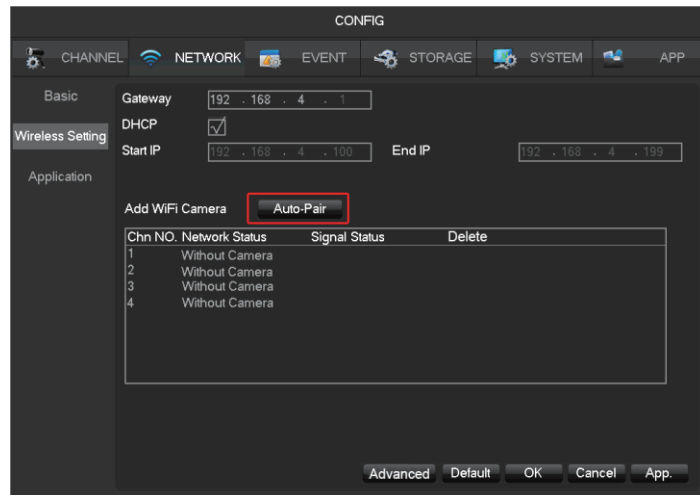 CONFIG
CHANNEL NETWORK EVENT STORAGE SYSTEM APP
Basic
Wireless Setting
Application
Gateway 192 . 168 . 4 . 1
DHCP
Start IP 192 . 168 . 4 . 100 End IP 192 . 168 . 4 . 199
Add WiFi Camera Auto-Pair
Chn NO. Network Status Signal Status Delete
1 Without Camera
2 Without Camera
3 Without Camera
4 Without Camera
Advanced Default OK Cancel App.